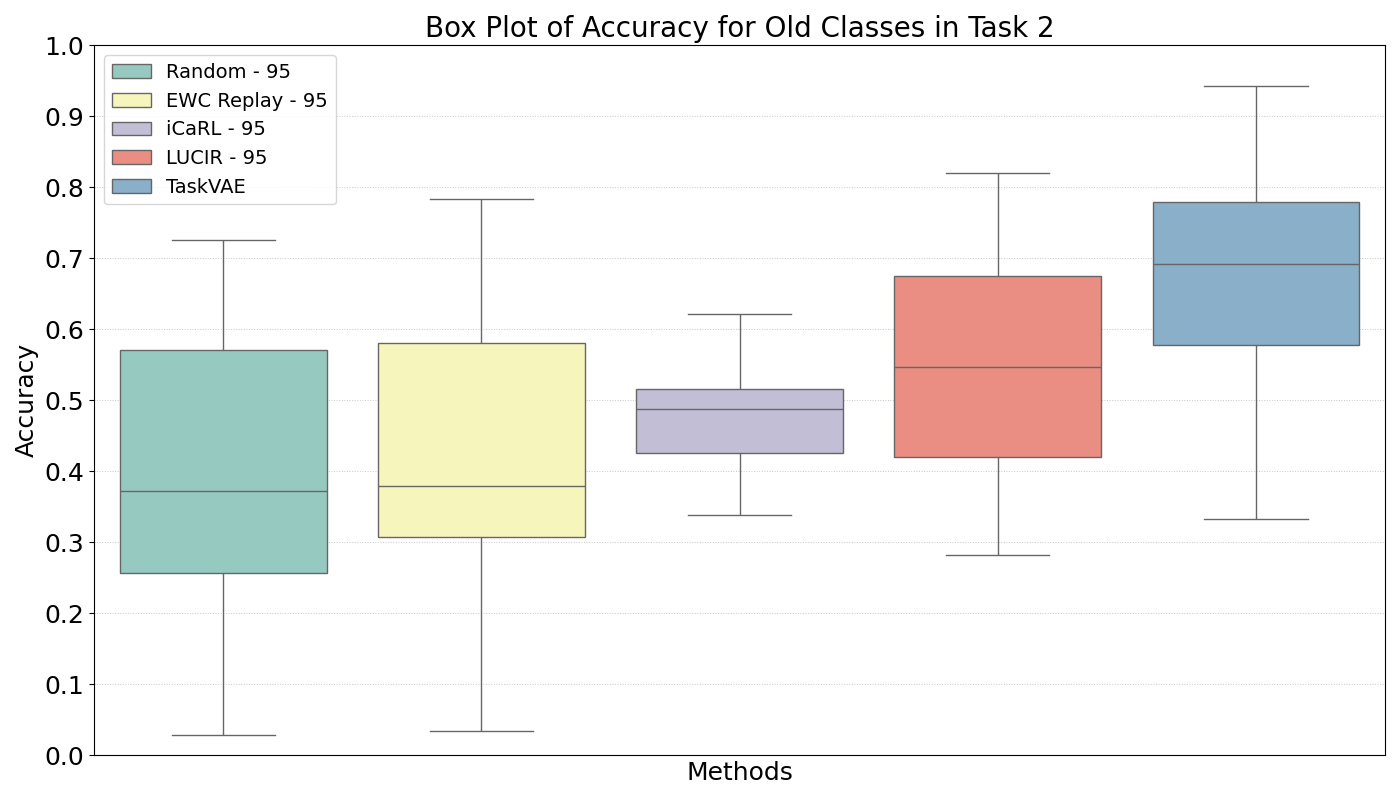 Box Plot of Accuracy for Old Classes in Task 2
1.0
0.9
0.8
0.7
0.6
0.5
0.4
0.3
0.2
0.1
0.0
Accuracy
Random - 95
EWC Replay - 95
iCaRL - 95
LUCIR - 95
TaskVAE
Methods